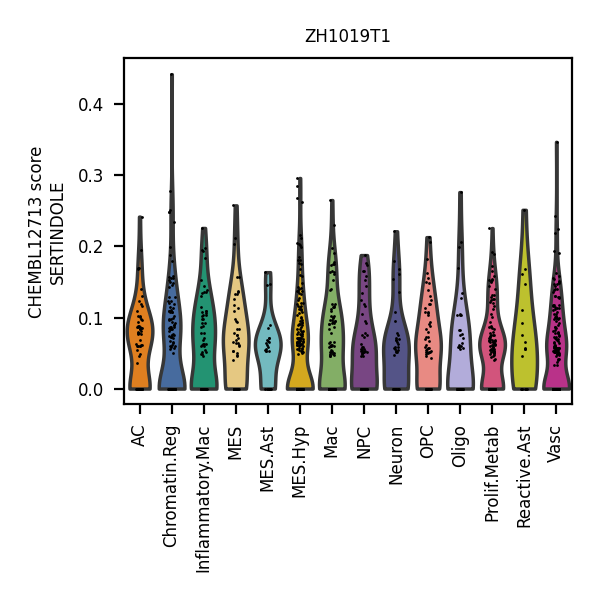 ZH1019T1
CHEMBL12713 score
SERTINDOLE
0.4
0.3
0.2
0.1
0.0
AC
Chromatin.Reg
Inflammatory.Mac
MES
MES.Ast
MES.Hyp
Mac
NPC
Neuron
OPC
Oligo
Prolif.Metab
Reactive.Ast
Vasc